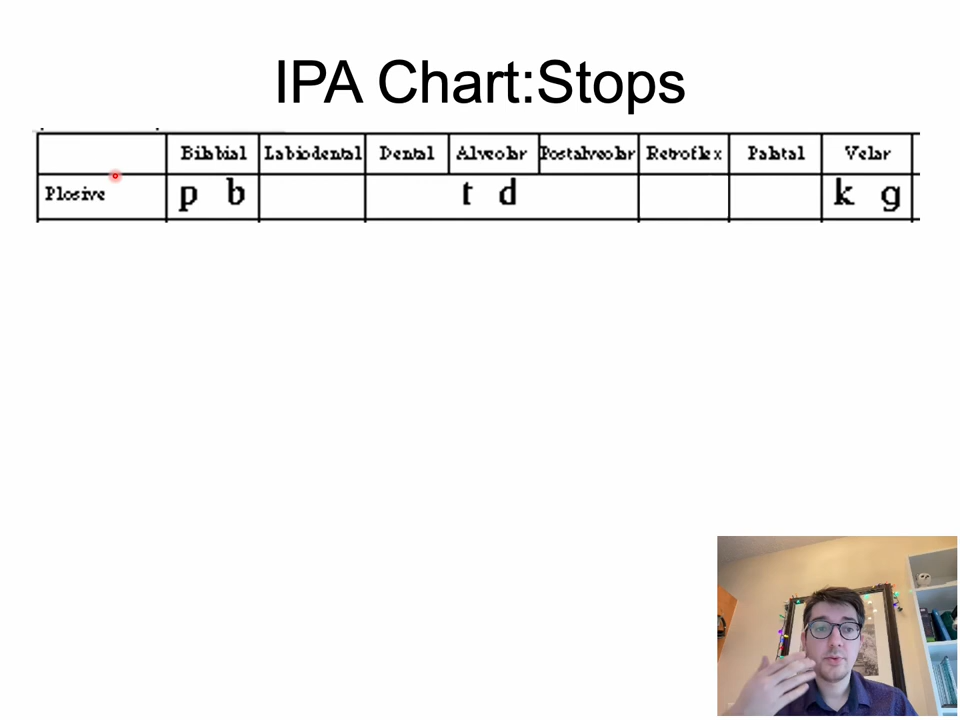 IPA Chart:Stops
Bilabial Labiodental Dental Alveolar Postalveolar Retroflex Palatal Velar
Plosive p b t d k g